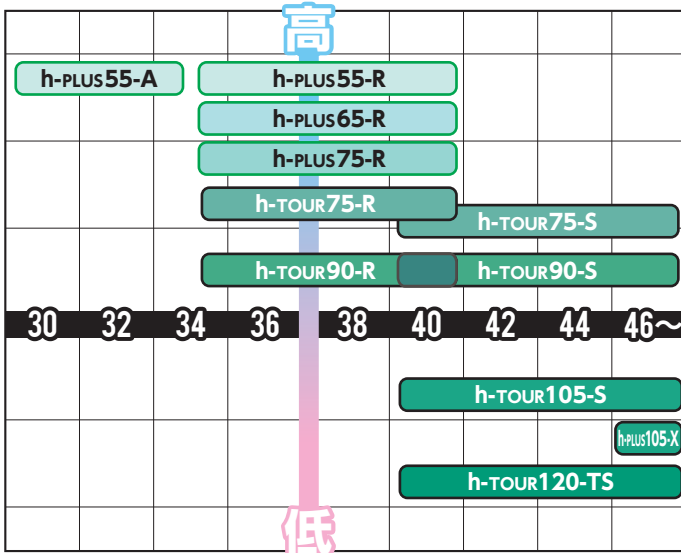 高
h-PLUS55-A h-PLUS55-R
h-PLUS65-R
h-PLUS75-R
h-TOUR75-R
h-TOUR75-S
h-TOUR90-R h-TOUR90-S
30 32 34 36 38 40 42 44 46～
h-TOUR105-S
h-PLUS105-X
h-TOUR120-TS
低